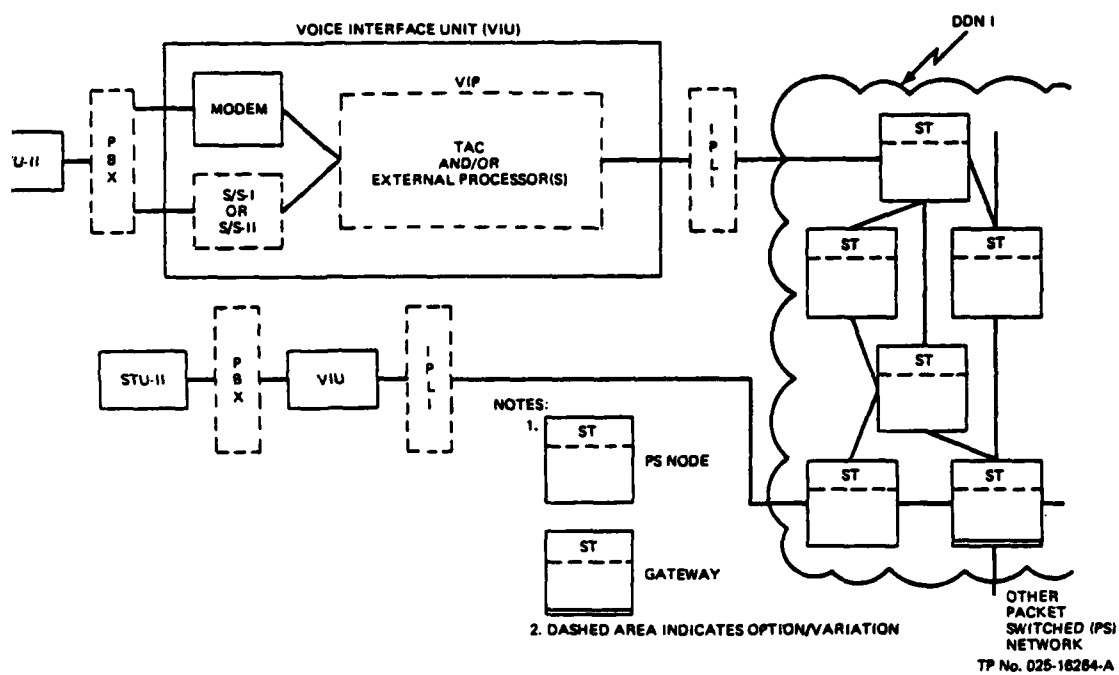 VOICE INTERFACE UNIT (VIU)
DDN I
VIP
MODEM
TAC
AND/OR
EXTERNAL PROCESSOR(S)
S/S-I
OR
S/S-II
U-II
P
B
X
I
P
L
I
ST
ST
ST
ST
ST
ST
STU-II
P
B
X
VIU
I
P
L
I
NOTES:
1.
ST
PS NODE
ST
GATEWAY
2. DASHED AREA INDICATES OPTION/VARIATION
OTHER
PACKET
SWITCHED (PS)
NETWORK
TP No. 025-16264-A